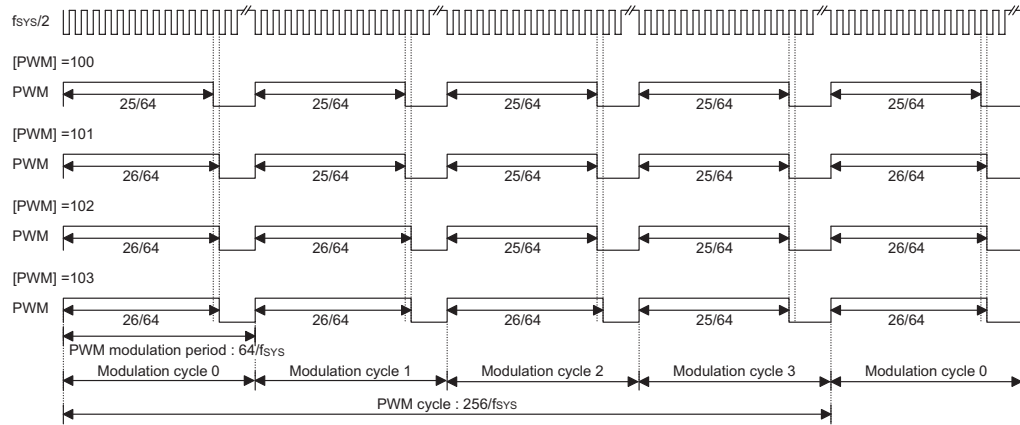 fSYS/2
[PWM] =100
PWM
25/64 25/64 25/64 25/64 25/64
[PWM] =101
PWM
26/64 25/64 25/64 25/64 26/64
[PWM] =102
PWM
26/64 26/64 25/64 25/64 26/64
[PWM] =103
PWM
26/64 26/64 26/64 25/64 26/64
PWM modulation period : 64/fSYS
Modulation cycle 0 Modulation cycle 1 Modulation cycle 2 Modulation cycle 3 Modulation cycle 0
PWM cycle : 256/fSYS